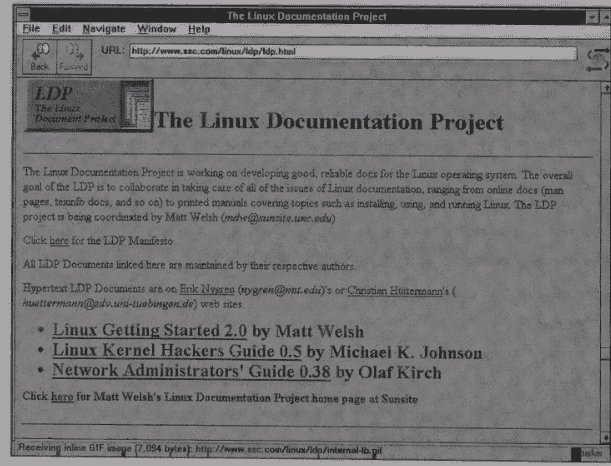 The Linux Documentation Project
File Edit Navigate Window Help
Back Forward URL: http://www.ssc.com/linux/ldp/ldp.html
LDP
The Linux
Document Project
The Linux Documentation Project
The Linux Documentation Project is working on developing good, reliable docs for the Linux operating system. The overall
goal of the LDP is to collaborate in taking care of all of the issues of Linux documentation, ranging from online docs (man
pages, texinfo docs, and so on) to printed manuals covering topics such as installing, using, and running Linux. The LDP
project is being coordinated by Matt Welsh (mdw@sunsite.unc.edu)
Click here for the LDP Manifesto
All LDP Documents linked here are maintained by their respective authors.
Hypertext LDP Documents are on Erik Nygren (nygren@mit.edu)'s or Christian Hüttermann's (
huettermann@zdv.uni-tuebingen.de) web sites
• Linux Getting Started 2.0 by Matt Welsh
• Linux Kernel Hackers Guide 0.5 by Michael K. Johnson
• Network Administrators' Guide 0.38 by Olaf Kirch
Click here for Matt Welsh's Linux Documentation Project home page at Sunsite
Receiving inline GIF image (7,094 bytes): http://www.ssc.com/linux/ldp/internal-lb.gif